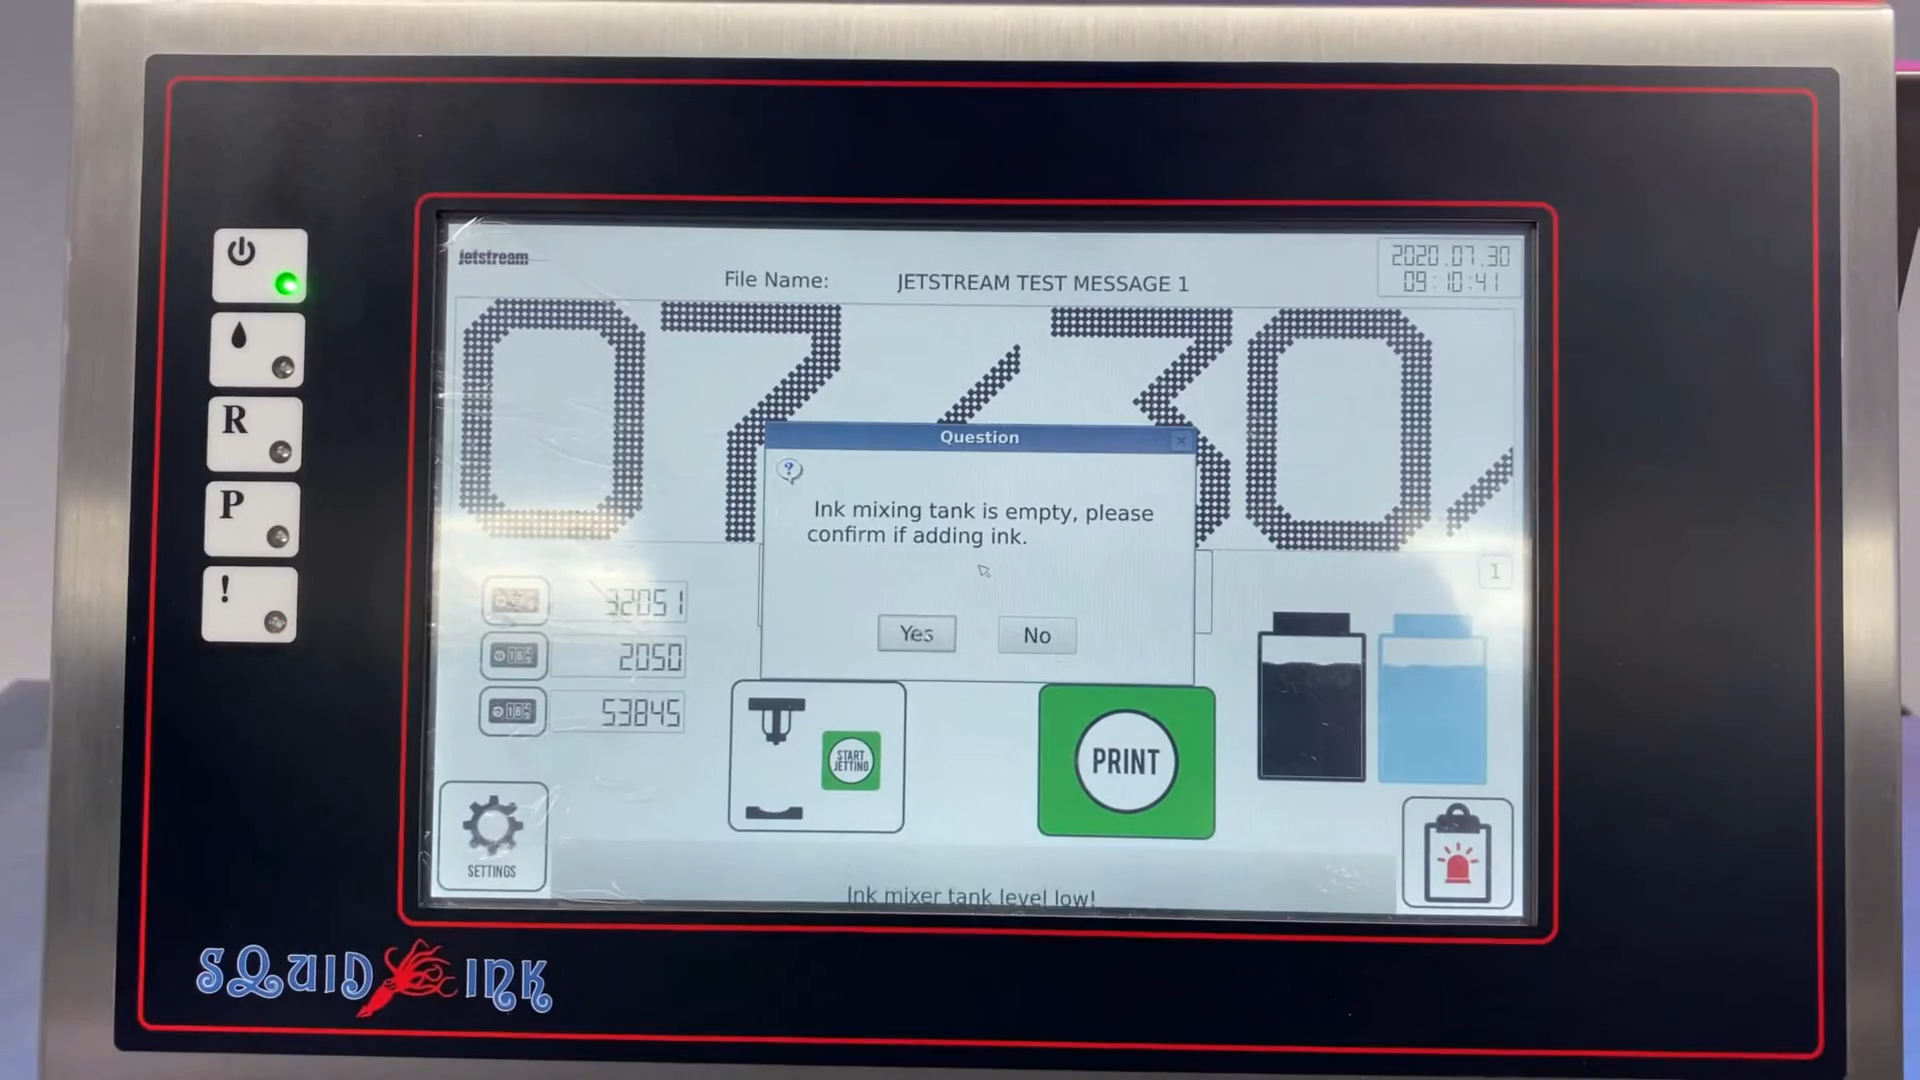 jetstream
File Name: JETSTREAM TEST MESSAGE 1
2020.07.30
09:10:41
07/30/
Question
?
Ink mixing tank is empty, please
confirm if adding ink.
Yes No
R
P
!
32051
2050
53845
1
START
JETTING
PRINT
SETTINGS
Ink mixer tank level low!
SQUID INK